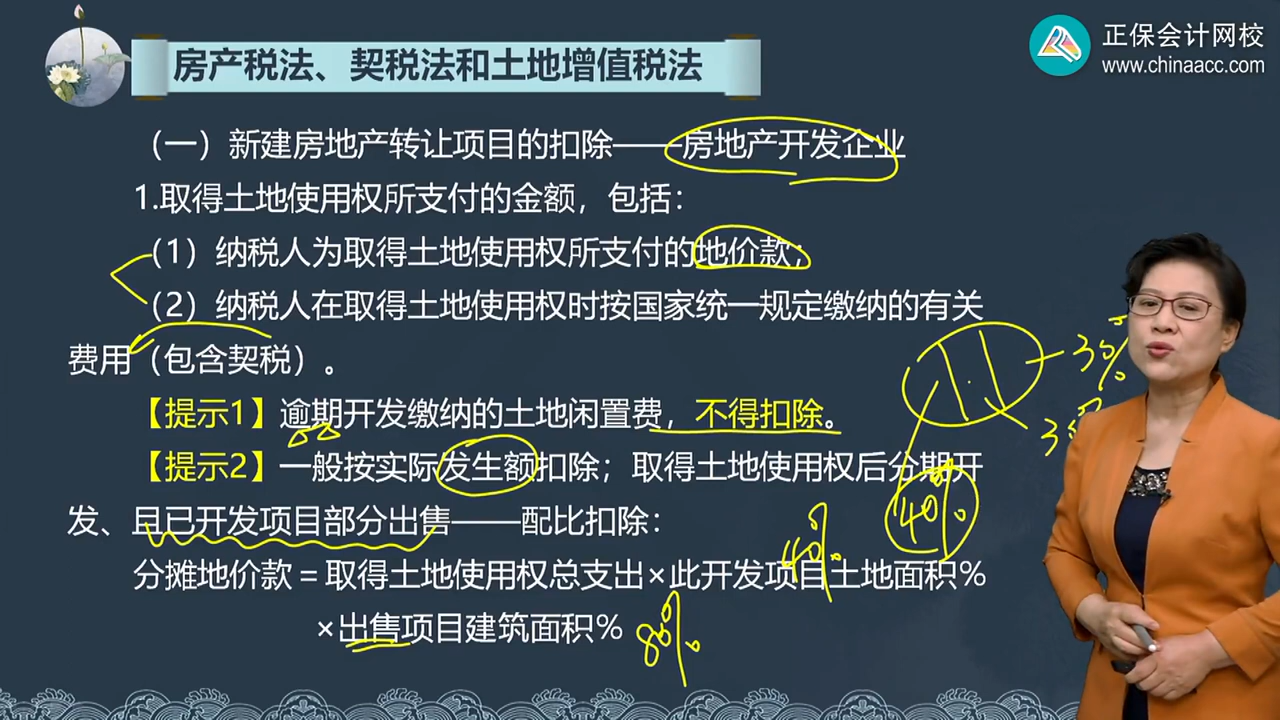 正保会计网校
www.chinaacc.com
房产税法、契税法和土地增值税法
（一）新建房地产转让项目的扣除——房地产开发企业
1.取得土地使用权所支付的金额，包括：
（1）纳税人为取得土地使用权所支付的地价款；
（2）纳税人在取得土地使用权时按国家统一规定缴纳的有关
费用（包含契税）。
30%
【提示1】逾期开发缴纳的土地闲置费，不得扣除。
【提示2】一般按实际发生额扣除；取得土地使用权后分期开
40%
发、且已开发项目部分出售——配比扣除：
40%
分摊地价款＝取得土地使用权总支出×此开发项目土地面积%
×出售项目建筑面积%
80%